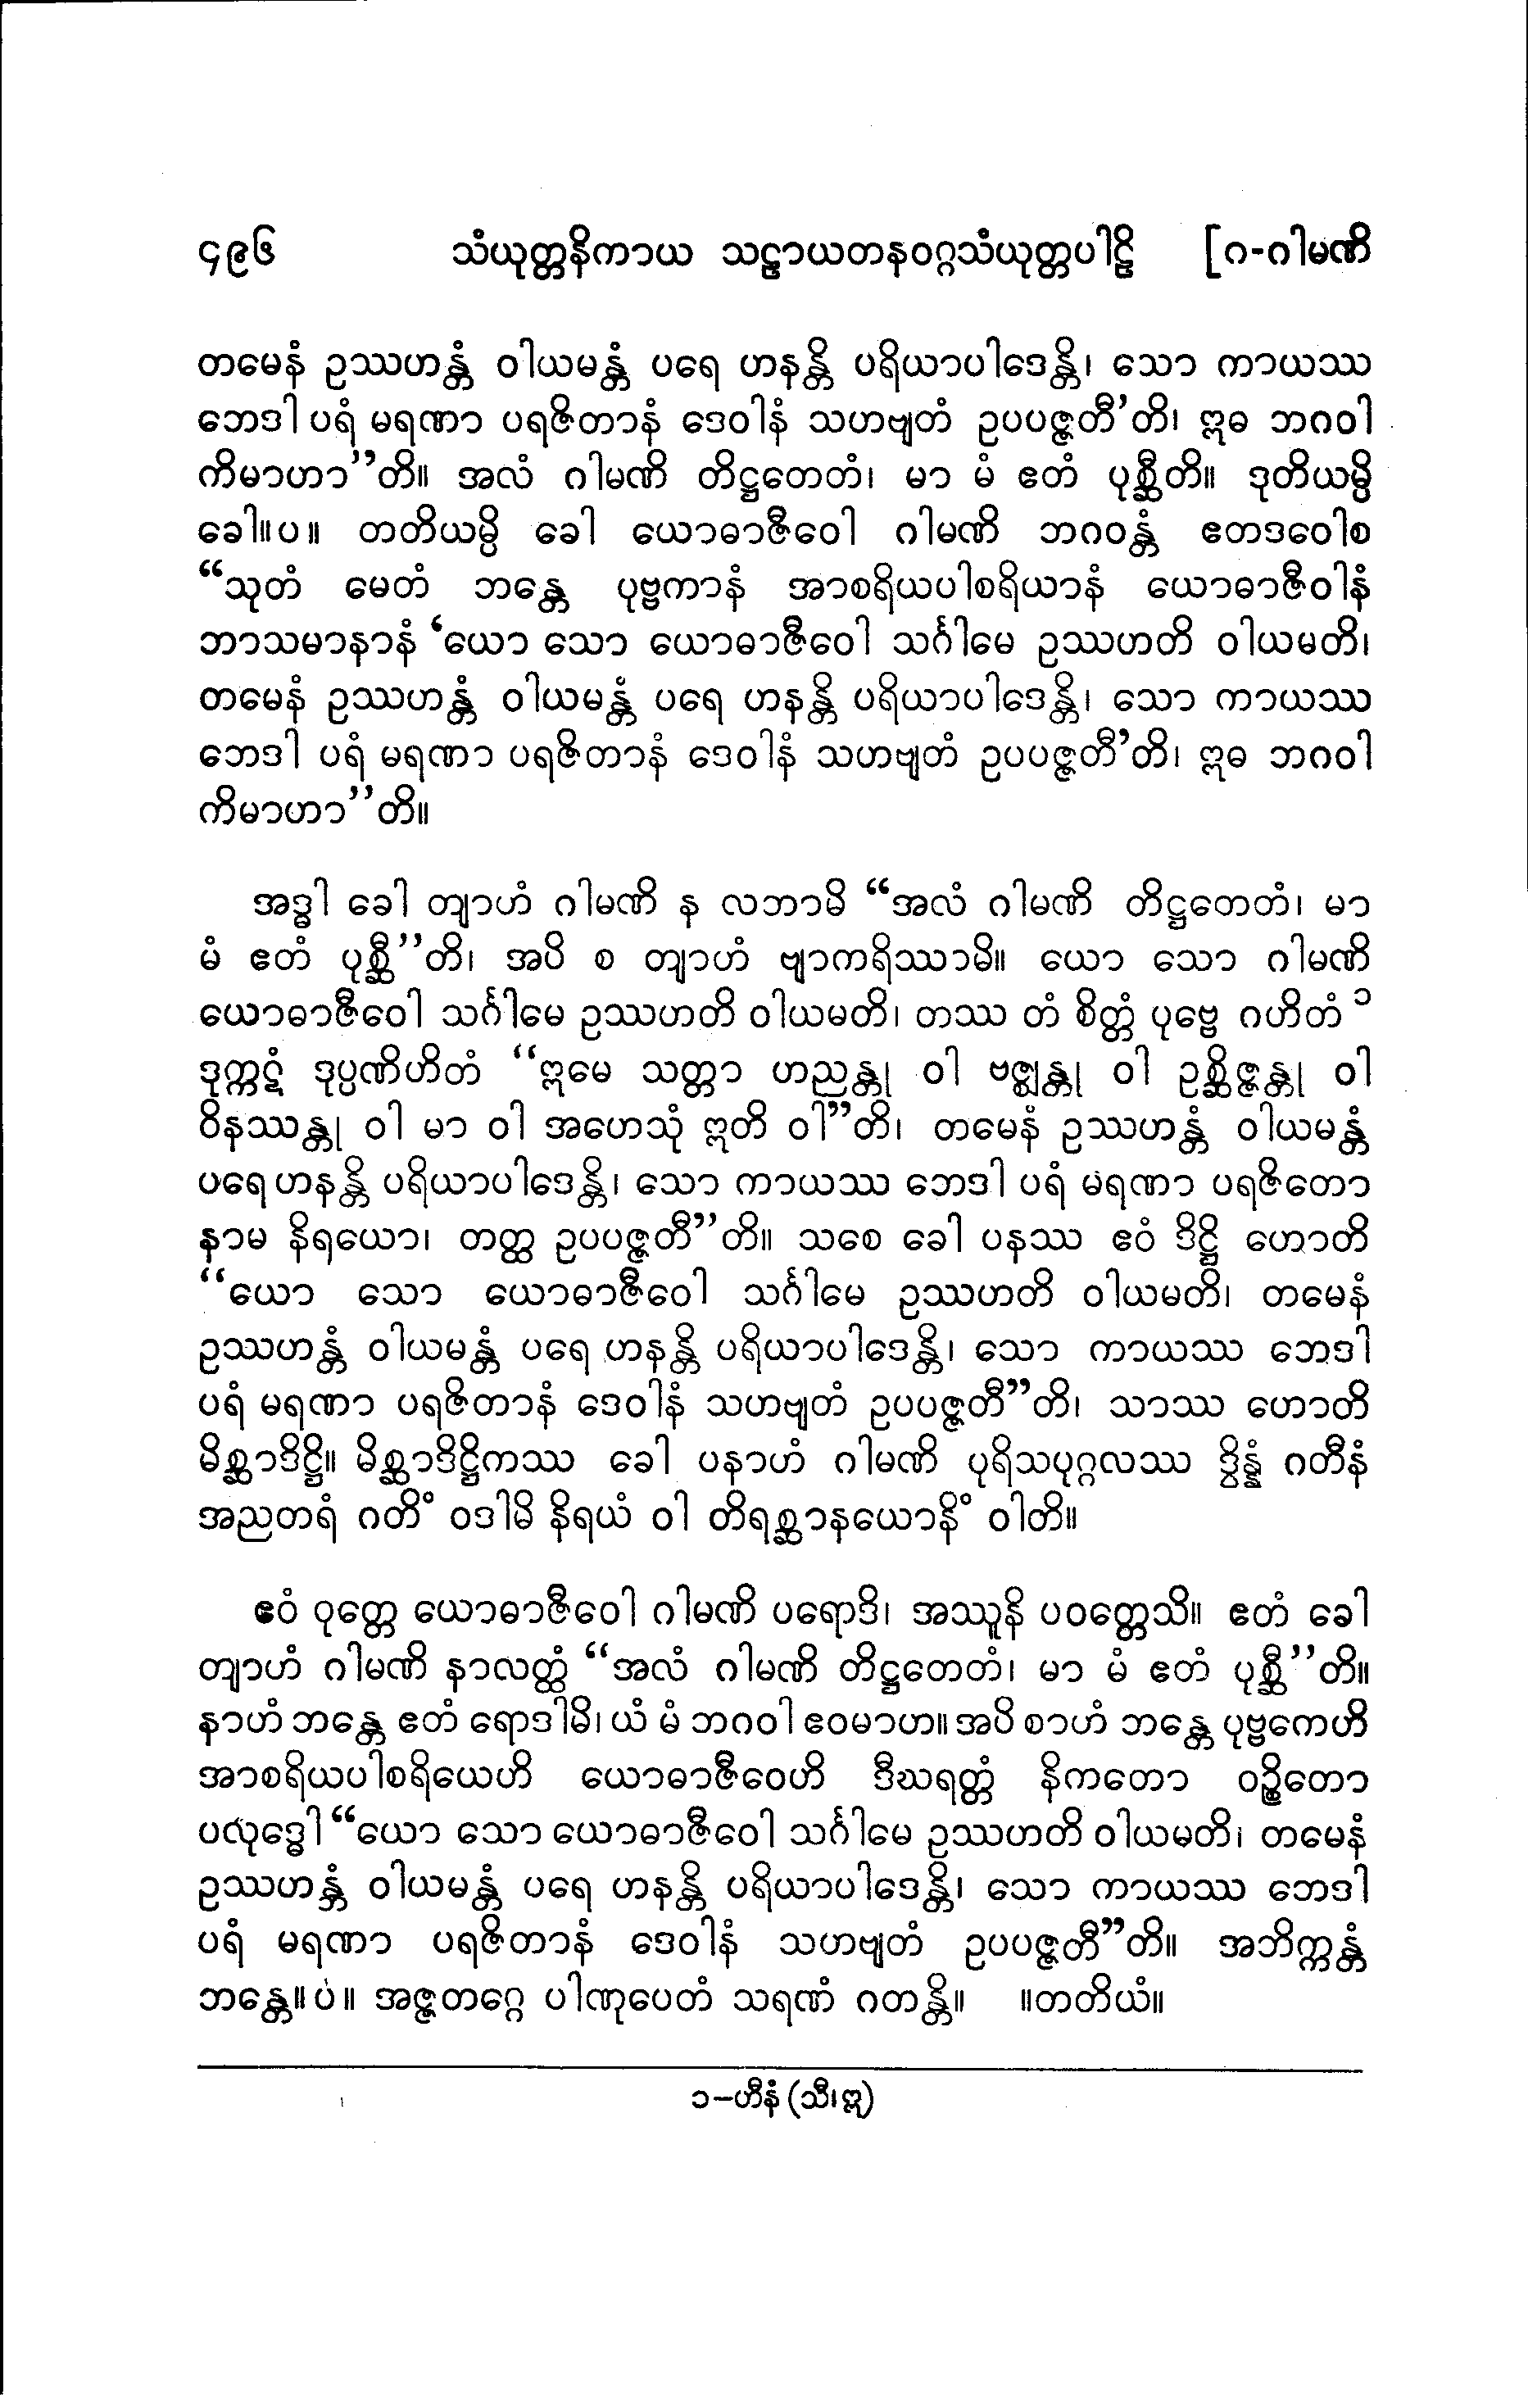 ၄၉၆ သံယုတ္တနိကာယ သဠာယတနဝဂ္ဂသံယုတ္တပါဠိ [ဂ-ဂါမဏိ
တမေနံ ဥဿဟန္တံ ဝါယမန္တံ ပရေ ဟနန္တိ ပရိယာပါဒေန္တိ၊ သော ကာယဿ
ဘေဒါ ပရံ မရဏာ ပရဇိတာနံ ဒေဝါနံ သဟဗျတံ ဥပပဇ္ဇတီ’တိ၊ ဣဓ ဘဂဝါ
ကိမာဟာ’’တိ။ အလံ ဂါမဏိ တိဋ္ဌတေတံ၊ မာ မံ ဧတံ ပုစ္ဆီတိ။ ဒုတိယမ္ပိ
ခေါ။ပ။ တတိယမ္ပိ ခေါ ယောဓာဇီဝေါ ဂါမဏိ ဘဂဝန္တံ ဧတဒဝေါစ
“သုတံ မေတံ ဘန္တေ ပုဗ္ဗကာနံ အာစရိယပါစရိယာနံ ယောဓာဇီဝါနံ
ဘာသမာနာနံ ‘ယော သော ယောဓာဇီဝေါ သင်္ဂါမေ ဥဿဟတိ ဝါယမတိ၊
တမေနံ ဥဿဟန္တံ ဝါယမန္တံ ပရေ ဟနန္တိ ပရိယာပါဒေန္တိ၊ သော ကာယဿ
ဘေဒါ ပရံ မရဏာ ပရဇိတာနံ ဒေဝါနံ သဟဗျတံ ဥပပဇ္ဇတီ’တိ၊ ဣဓ ဘဂဝါ
ကိမာဟာ’’တိ။
အဒ္ဓါ ခေါ တျာဟံ ဂါမဏိ န လဘာမိ “အလံ ဂါမဏိ တိဋ္ဌတေတံ၊ မာ
မံ ဧတံ ပုစ္ဆီ’’တိ၊ အပိ စ တျာဟံ ဗျာကရိဿာမိ။ ယော သော ဂါမဏိ
ယောဓာဇီဝေါ သင်္ဂါမေ ဥဿဟတိ ဝါယမတိ၊ တဿ တံ စိတ္တံ ပုဗ္ဗေ ဂဟိတံ ၁
ဒုက္ကဋံ ဒုပ္ပဏိဟိတံ “ဣမေ သတ္တာ ဟညန္တု ဝါ ဗဇ္ဈန္တု ဝါ ဥစ္ဆိဇ္ဇန္တု ဝါ
ဝိနဿန္တု ဝါ မာ ဝါ အဟေသုံ ဣတိ ဝါ”တိ၊ တမေနံ ဥဿဟန္တံ ဝါယမန္တံ
ပရေ ဟနန္တိ ပရိယာပါဒေန္တိ၊ သော ကာယဿ ဘေဒါ ပရံ မရဏာ ပရဇိတော
နာမ နိရယော၊ တတ္ထ ဥပပဇ္ဇတီ’’တိ။ သစေ ခေါ ပနဿ ဧဝံ ဒိဋ္ဌိ ဟောတိ
“ယော သော ယောဓာဇီဝေါ သင်္ဂါမေ ဥဿဟတိ ဝါယမတိ၊ တမေနံ
ဥဿဟန္တံ ဝါယမန္တံ ပရေ ဟနန္တိ ပရိယာပါဒေန္တိ၊ သော ကာယဿ ဘေဒါ
ပရံ မရဏာ ပရဇိတာနံ ဒေဝါနံ သဟဗျတံ ဥပပဇ္ဇတီ”တိ၊ သာဿ ဟောတိ
မိစ္ဆာဒိဋ္ဌိ။ မိစ္ဆာဒိဋ္ဌိကဿ ခေါ ပနာဟံ ဂါမဏိ ပုရိသပုဂ္ဂလဿ ဒွိန္နံ ဂတီနံ
အညတရံ ဂတိံ ဝဒါမိ နိရယံ ဝါ တိရစ္ဆာနယောနိံ ဝါတိ။
ဧဝံ ဝုတ္တေ ယောဓာဇီဝေါ ဂါမဏိ ပရောဒိ၊ အဿူနိ ပဝတ္တေသိ။ ဧတံ ခေါ
တျာဟံ ဂါမဏိ နာလတ္ထံ “အလံ ဂါမဏိ တိဋ္ဌတေတံ၊ မာ မံ ဧတံ ပုစ္ဆီ’’တိ။
နာဟံ ဘန္တေ ဧတံ ရောဒါမိ၊ ယံ မံ ဘဂဝါ ဧဝမာဟ။ အပိ စာဟံ ဘန္တေ ပုဗ္ဗကေဟိ
အာစရိယပါစရိယေဟိ ယောဓာဇီဝေဟိ ဒီဃရတ္တံ နိကတော ဝဉ္စိတော
ပလုဒ္ဓေါ “ယော သော ယောဓာဇီဝေါ သင်္ဂါမေ ဥဿဟတိ ဝါယမတိ၊ တမေနံ
ဥဿဟန္တံ ဝါယမန္တံ ပရေ ဟနန္တိ ပရိယာပါဒေန္တိ၊ သော ကာယဿ ဘေဒါ
ပရံ မရဏာ ပရဇိတာနံ ဒေဝါနံ သဟဗျတံ ဥပပဇ္ဇတီ”တိ။ အဘိက္ကန္တံ
ဘန္တေ။ပ။ အဇ္ဇတဂ္ဂေ ပါဏုပေတံ သရဏံ ဂတန္တိ။ ။တတိယံ။
၁–ဟီနံ (သီ၊ဣ)